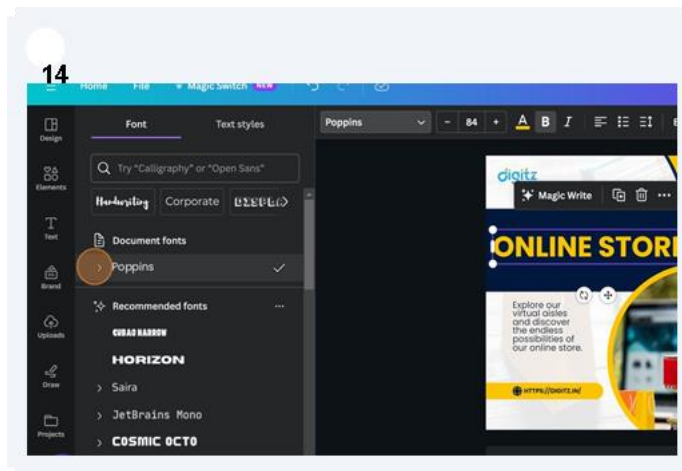 14
Home File Magic Switch NEW
Font Text styles
Poppins - 84 + A B I
Design
Try "Calligraphy" or "Open Sans"
Elements
Handwriting Corporate DISPLA
Text
Document fonts
Poppins
Brand
Recommended fonts
Uploads
CUBAO NARROW
HORIZON
Draw
Saira
JetBrains Mono
Projects
COSMIC OCTO
digitz
Magic Write
ONLINE STOR
Explore our
virtual aisles
and discover
the endless
possibilities of
our online store.
HTTPS://DIGITZ.IN/